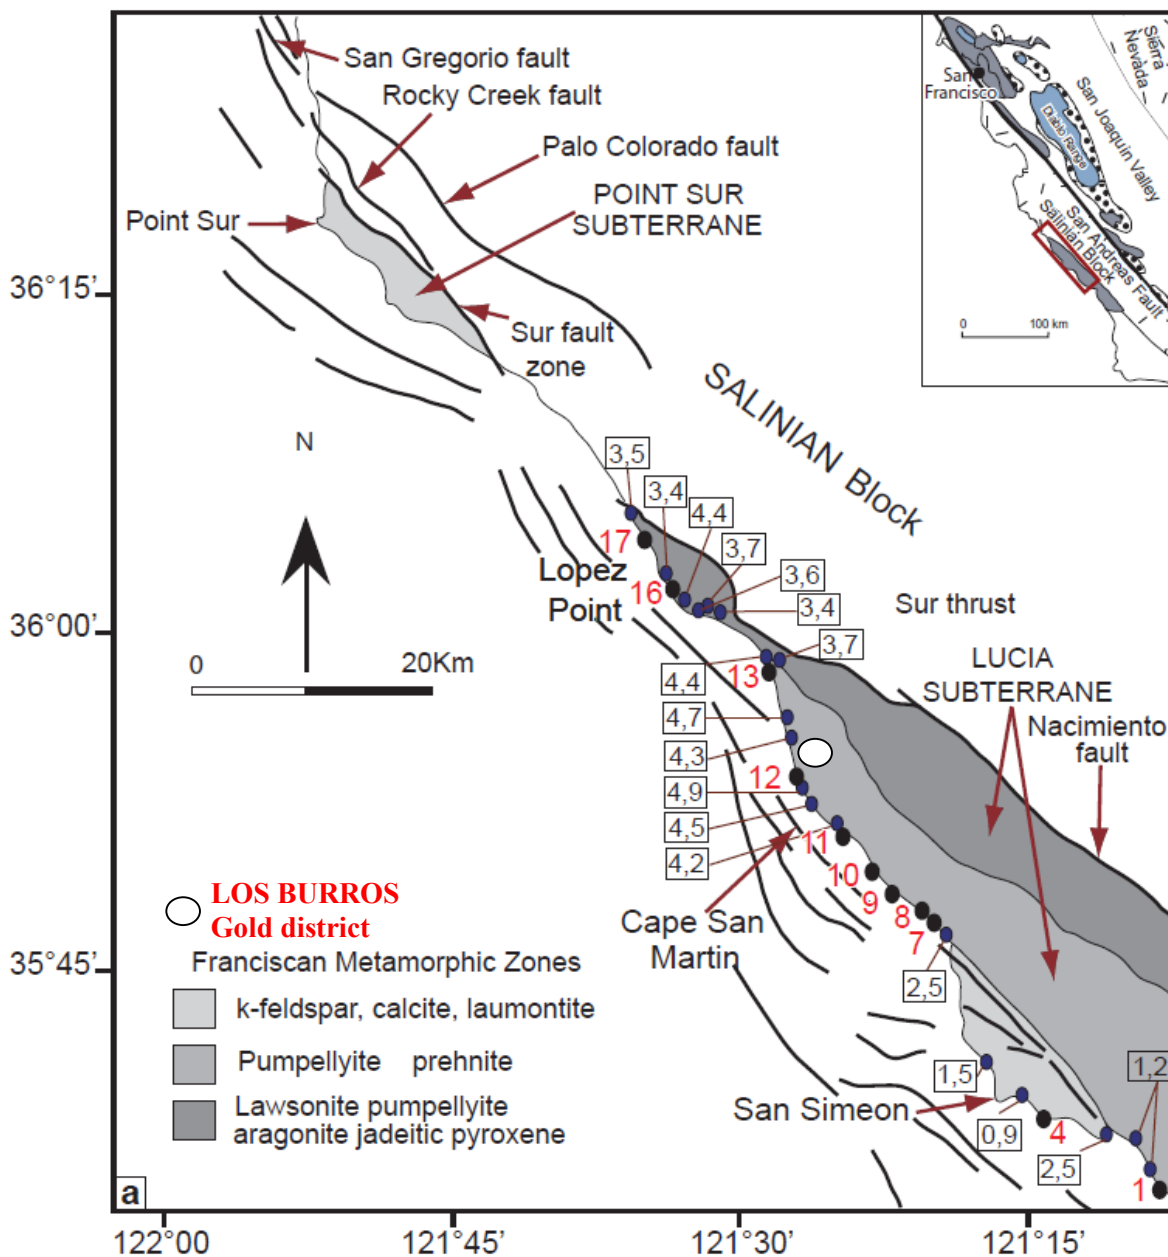 San Gregorio fault
Rocky Creek fault
Palo Colorado fault
POINT SUR
SUBTERRANE
Point Sur
Sur fault
zone
36°15'
N
SALINIAN Block
San
Francisco
Diablo Range
San Joaquin Valley
Sierra
Nevada
San Andreas Fault
Salinian Block
0
100 km
3,5
3,4
4,4
3,7
3,6
3,4
3,7
17
16
Lopez
Point
36°00'
0
20Km
Sur thrust
LUCIA
SUBTERRANE
Nacimiento
fault
13
4,4
4,7
4,3
12
4,9
4,5
4,2
11
10
9
8
7
Cape San
Martin
2,5
LOS BURROS
Gold district
35°45'
Franciscan Metamorphic Zones
k-feldspar, calcite, laumontite
Pumpellyite prehnite
Lawsonite pumpellyite
aragonite jadeitic pyroxene
1,5
San Simeon
0,9
4
2,5
1,2
1
a
122°00'
121°45'
121°30'
121°15'